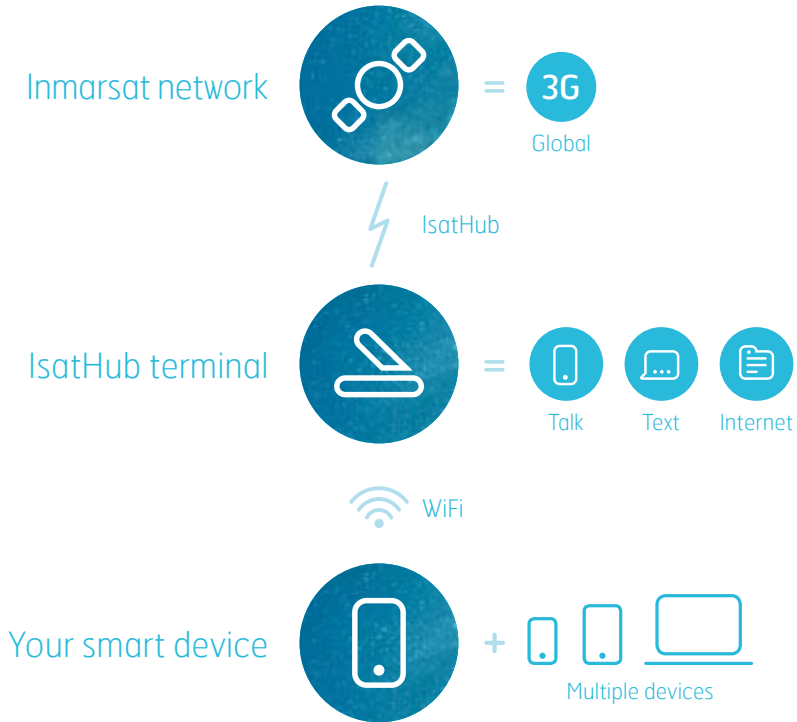 Inmarsat network
=
3G
Global
IsatHub
IsatHub terminal
=
Talk
Text
Internet
WiFi
Your smart device
+
Multiple devices